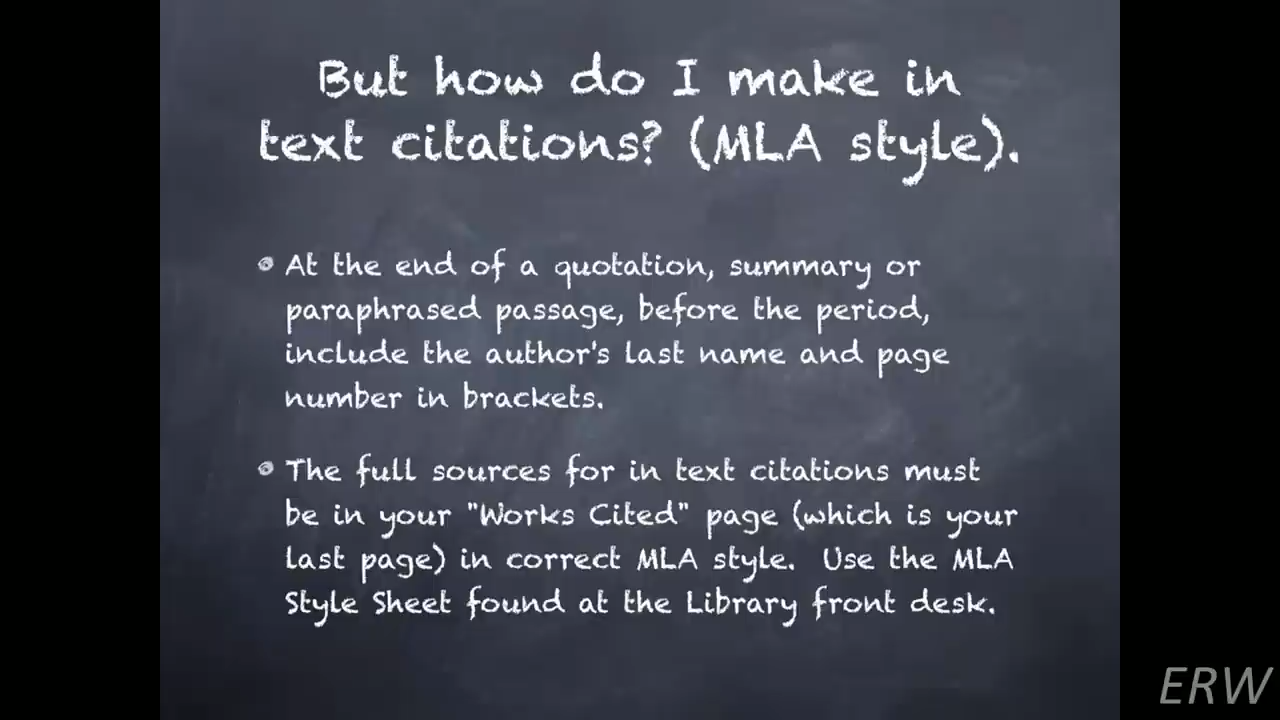 But how do I make in
text citations? (MLA style).
At the end of a quotation, summary or
paraphrased passage, before the period,
include the author's last name and page
number in brackets.
The full sources for in text citations must
be in your "Works Cited" page (which is your
last page) in correct MLA style. Use the MLA
Style Sheet found at the Library front desk.
ERW